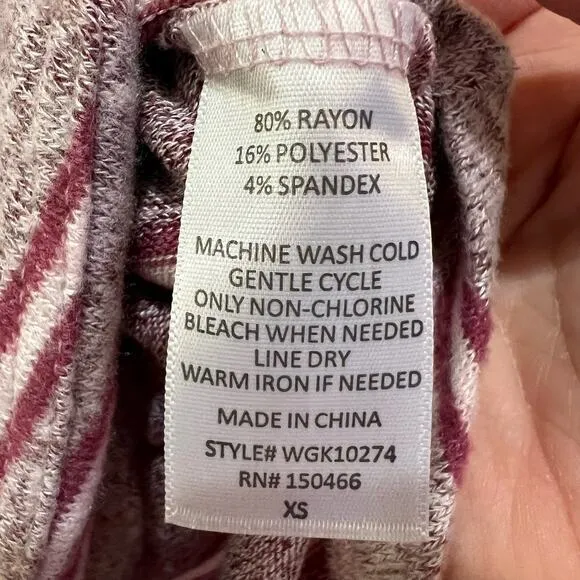 80% RAYON
16% POLYESTER
4% SPANDEX
MACHINE WASH COLD
GENTLE CYCLE
ONLY NON-CHLORINE
BLEACH WHEN NEEDED
LINE DRY
WARM IRON IF NEEDED
MADE IN CHINA
STYLE# WGK10274
RN# 150466
XS